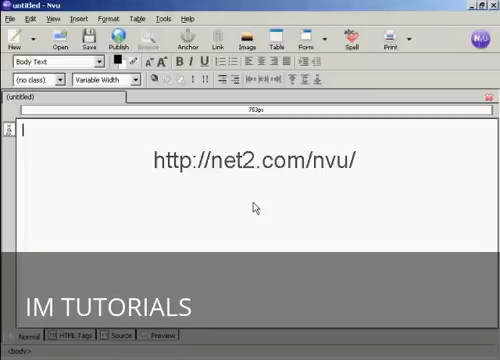 untitled - Nvu
File Edit View Insert Format Table Tools Help
New Open Save Publish Browse Anchor Link Image Table Form Spell Print
Body Text B I U
(no class) Variable Width
(untitled)
753px
http://net2.com/nvu/
IM TUTORIALS
Normal HTML Tags Source Preview
<body>